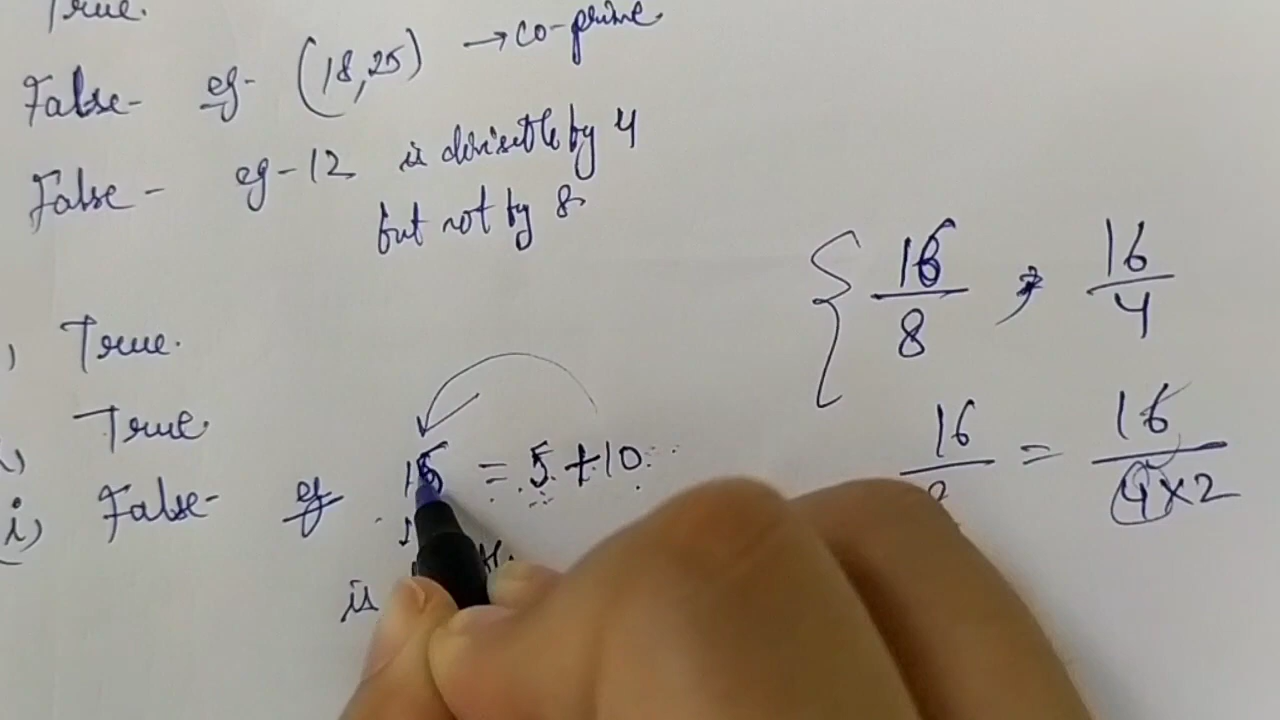 True.
False- eg- (18,25) → co-prime
False - eg-12 is divisible by 4
but not by 8
{ 16/8 , 16/4
) True.
) True
i) False- eg 15 = 5+10
16 = 16/4×2
is